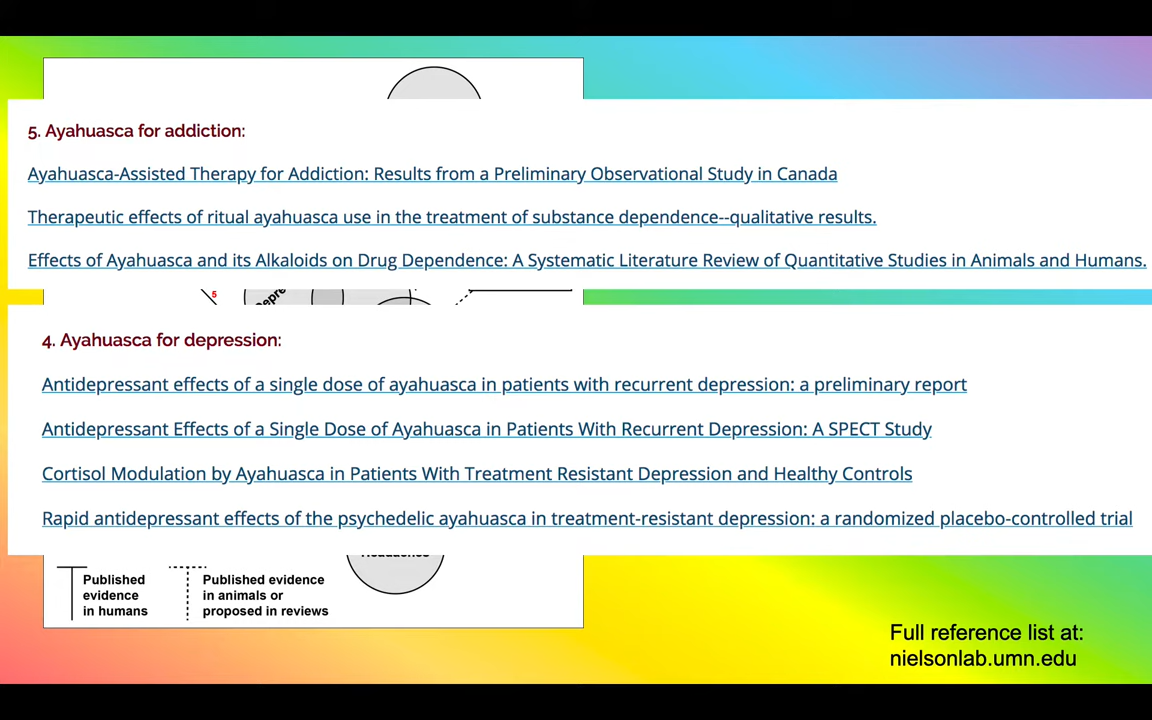 5. Ayahuasca for addiction:
Ayahuasca-Assisted Therapy for Addiction: Results from a Preliminary Observational Study in Canada
Therapeutic effects of ritual ayahuasca use in the treatment of substance dependence--qualitative results.
Effects of Ayahuasca and its Alkaloids on Drug Dependence: A Systematic Literature Review of Quantitative Studies in Animals and Humans.
5
4. Ayahuasca for depression:
Antidepressant effects of a single dose of ayahuasca in patients with recurrent depression: a preliminary report
Antidepressant Effects of a Single Dose of Ayahuasca in Patients With Recurrent Depression: A SPECT Study
Cortisol Modulation by Ayahuasca in Patients With Treatment Resistant Depression and Healthy Controls
Rapid antidepressant effects of the psychedelic ayahuasca in treatment-resistant depression: a randomized placebo-controlled trial
Published
evidence
in humans
Published evidence
in animals or
proposed in reviews
Full reference list at:
nielsonlab.umn.edu